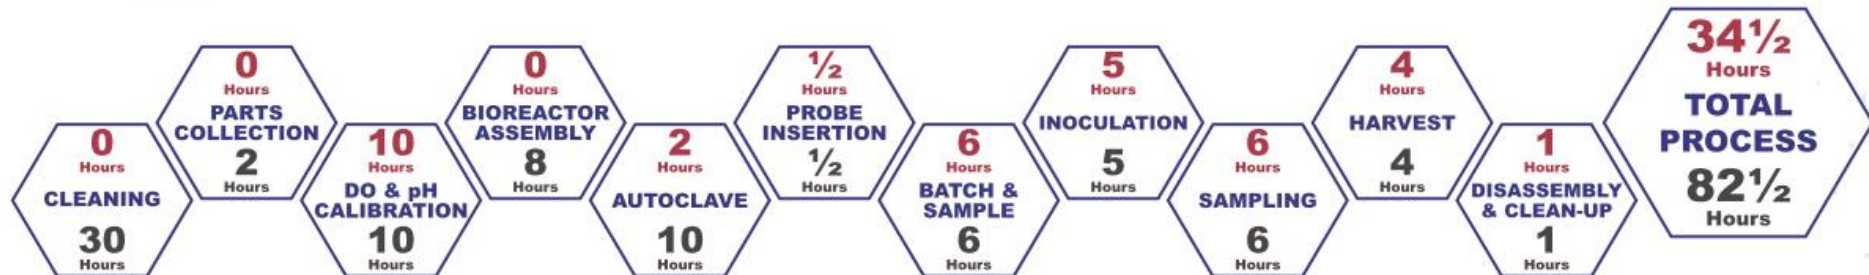 0
Hours
CLEANING
30
Hours
0
Hours
PARTS
COLLECTION
2
Hours
10
Hours
DO & pH
CALIBRATION
10
Hours
0
Hours
BIOREACTOR
ASSEMBLY
8
Hours
2
Hours
AUTOCLAVE
10
Hours
½
Hours
PROBE
INSERTION
½
Hours
6
Hours
BATCH &
SAMPLE
6
Hours
5
Hours
INOCULATION
5
Hours
6
Hours
SAMPLING
6
Hours
4
Hours
HARVEST
4
Hours
1
Hours
DISASSEMBLY
& CLEAN-UP
1
Hours
34½
Hours
TOTAL
PROCESS
82½
Hours